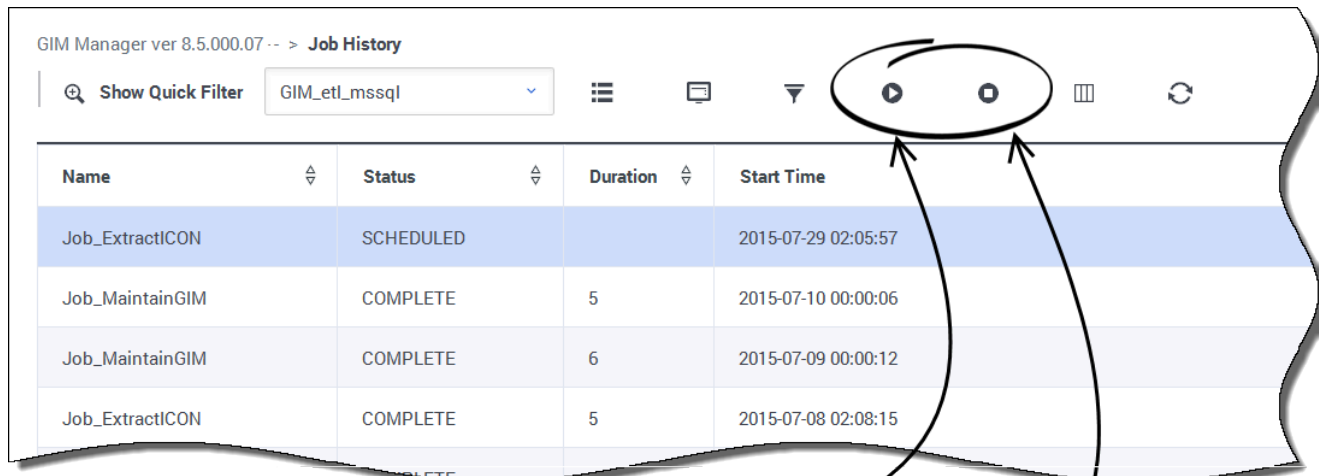 GIM Manager ver 8.5.000.07 -- > Job History
Show Quick Filter GIM_etl_mssql
Name Status Duration Start Time
Job_ExtractICON SCHEDULED 2015-07-29 02:05:57
Job_MaintainGIM COMPLETE 5 2015-07-10 00:00:06
Job_MaintainGIM COMPLETE 6 2015-07-09 00:00:12
Job_ExtractICON COMPLETE 5 2015-07-08 02:08:15